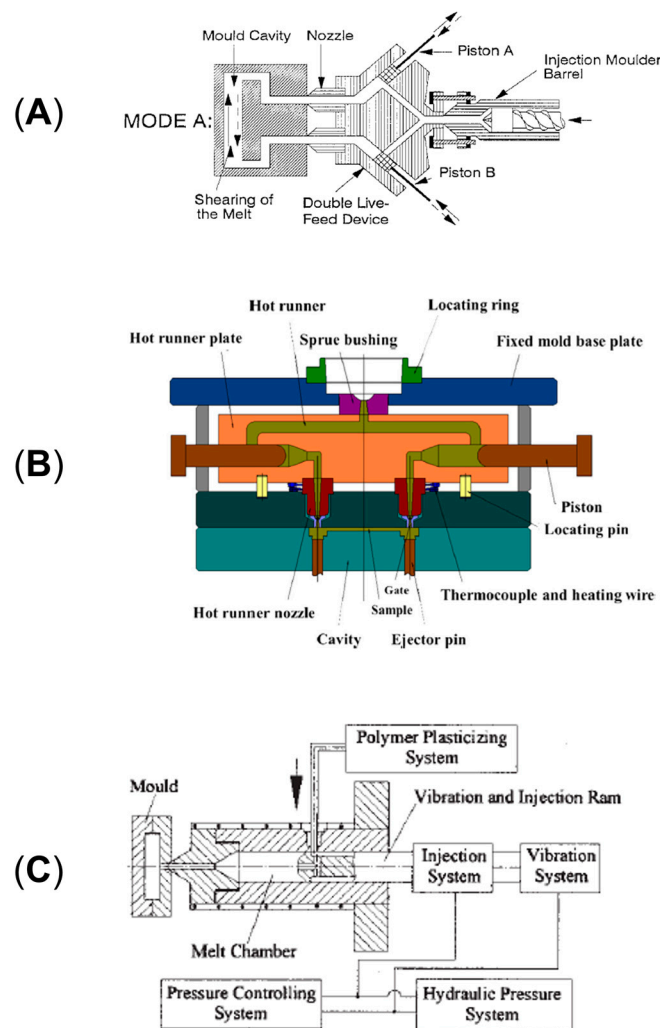 (A)
Mould Cavity
Nozzle
Piston A
Injection Moulder
Barrel
MODE A:
Shearing of
the Melt
Double Live-
Feed Device
Piston B
(B)
Hot runner
Locating ring
Hot runner plate
Sprue bushing
Fixed mold base plate
Piston
Locating pin
Gate
Thermocouple and heating wire
Hot runner nozzle
Sample
Cavity
Ejector pin
(C)
Polymer Plasticizing
System
Mould
Vibration and Injection Ram
Injection
System
Vibration
System
Melt Chamber
Pressure Controlling
System
Hydraulic Pressure
System